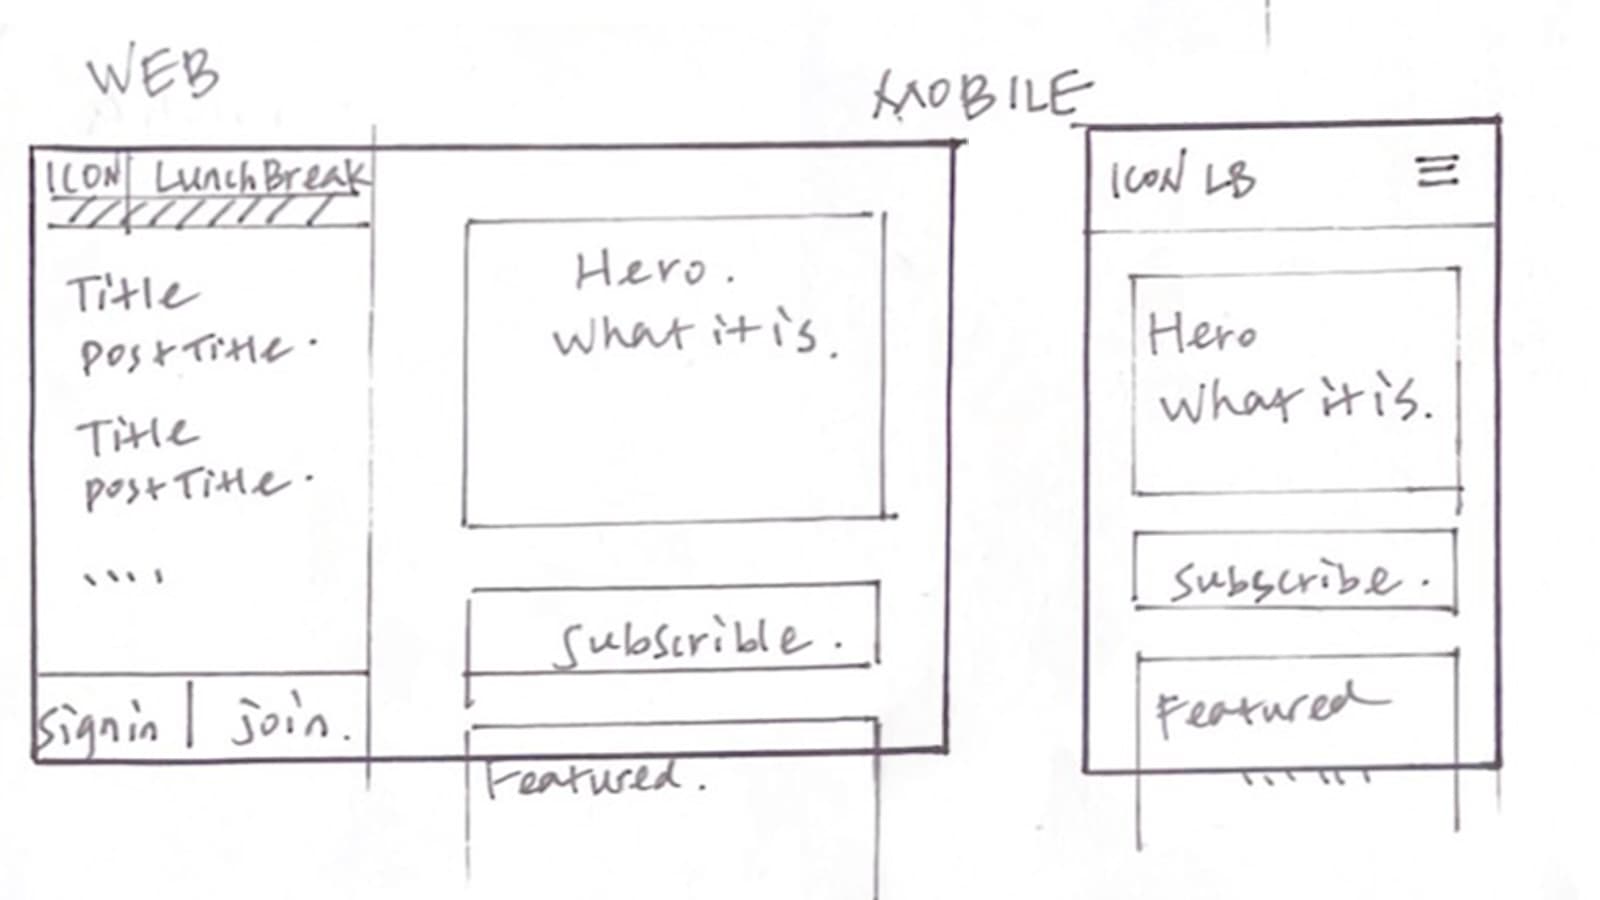 WEB
ICON LunchBreak
Title
postTitle.
Title
postTitle.
....
Signin | join.
Hero.
What it is.
Subscrible.
Featured.
MOBILE
ICON LB
Hero
What it is.
Subscribe.
Featured